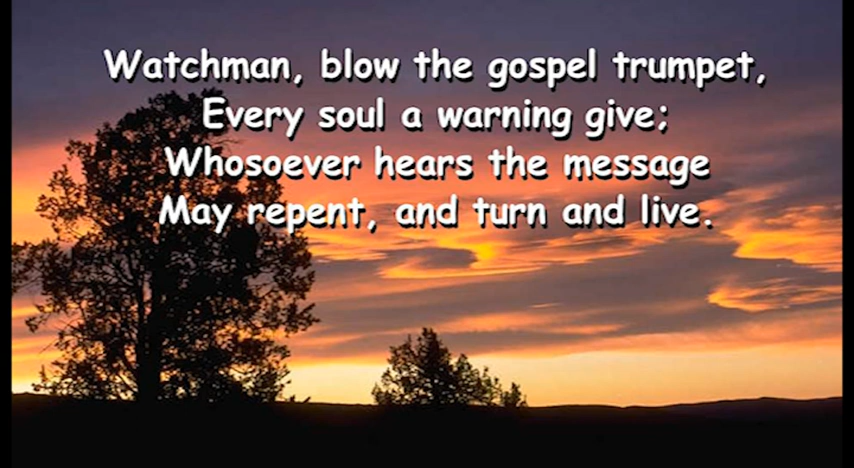 Watchman, blow the gospel trumpet,
Every soul a warning give;
Whosoever hears the message
May repent, and turn and live.